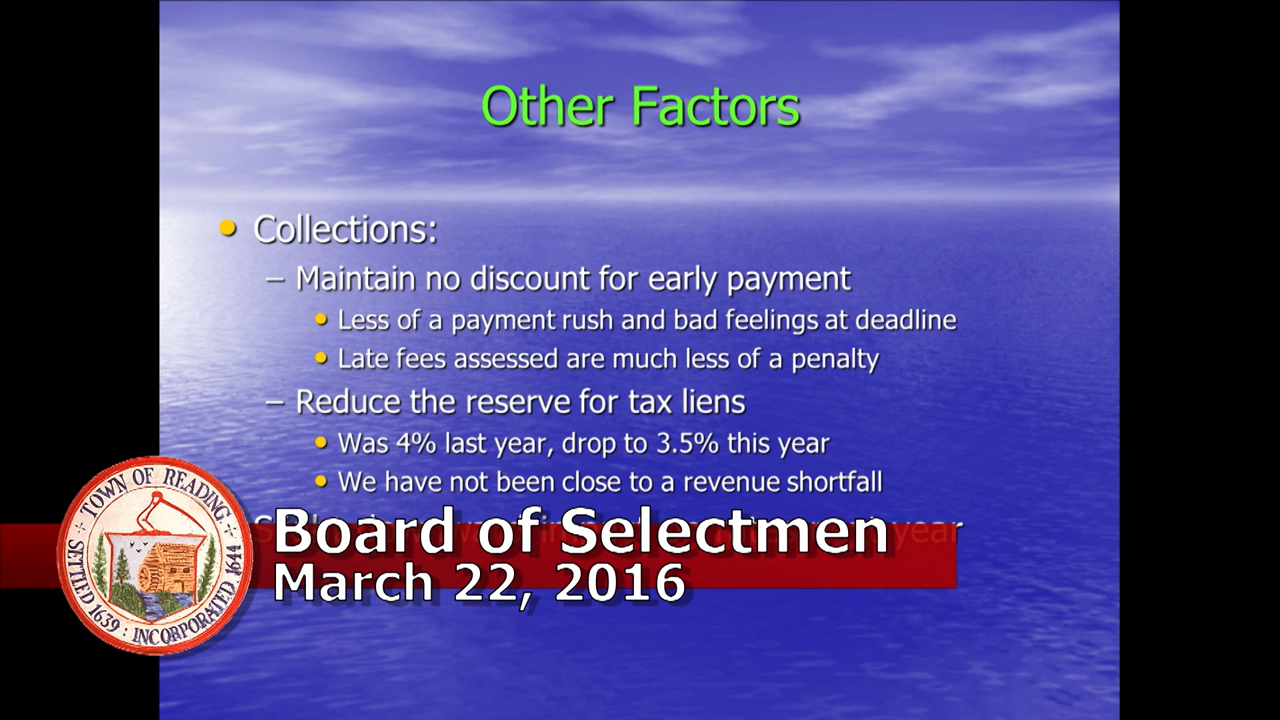 Other Factors
• Collections:
– Maintain no discount for early payment
• Less of a payment rush and bad feelings at deadline
• Late fees assessed are much less of a penalty
– Reduce the reserve for tax liens
• Was 4% last year, drop to 3.5% this year
• We have not been close to a revenue shortfall
year
Board of Selectmen
March 22, 2016
TOWN OF READING
SETTLED 1639 : INCORPORATED 1644